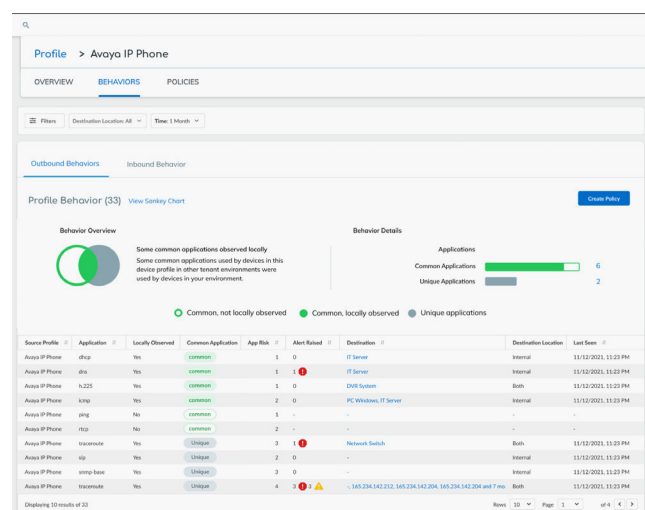 Profile > Avaya IP Phone
OVERVIEW BEHAVIORS POLICIES
Filters Destination Location: All Time: 1 Month
Outbound Behaviors Inbound Behavior
Profile Behavior (33) View Sankey Chart Create Policy
Behavior Overview Behavior Details
Some common applications observed locally Applications
Some common applications used by devices in this
device profile in other tenant environments were
used by devices in your environment.
Common Applications 6
Unique Applications 2
Common, not locally observed Common, locally observed Unique applications
Source Profile Application Locally Observed Common Application App Risk Alert Raised Destination Destination Location Last Seen
Avaya IP Phone dhcp Yes common 1 0 IT Server Internal 11/12/2021, 11:23 PM
Avaya IP Phone dns Yes common 1 1 IT Server Internal 11/12/2021, 11:23 PM
Avaya IP Phone h.225 Yes common 1 0 DVR System Both 11/12/2021, 11:23 PM
Avaya IP Phone icmp Yes common 2 0 PC Windows, IT Server Internal 11/12/2021, 11:23 PM
Avaya IP Phone ping No common 1 - - - -
Avaya IP Phone rtcp No common 2 - - - -
Avaya IP Phone traceroute Yes Unique 3 1 Network Switch Both 11/12/2021, 11:23 PM
Avaya IP Phone sip Yes Unique 2 0 - Internal 11/12/2021, 11:23 PM
Avaya IP Phone snmp-base Yes Unique 3 0 - Internal 11/12/2021, 11:23 PM
Avaya IP Phone traceroute Yes Unique 4 3 3 -, 165.234.142.212, 165.234.142.204, 165.234.142.204 and 7 mo Both 11/12/2021, 11:23 PM
Displaying 10 results of 33 Rows 10 Page 1 of 4 < >